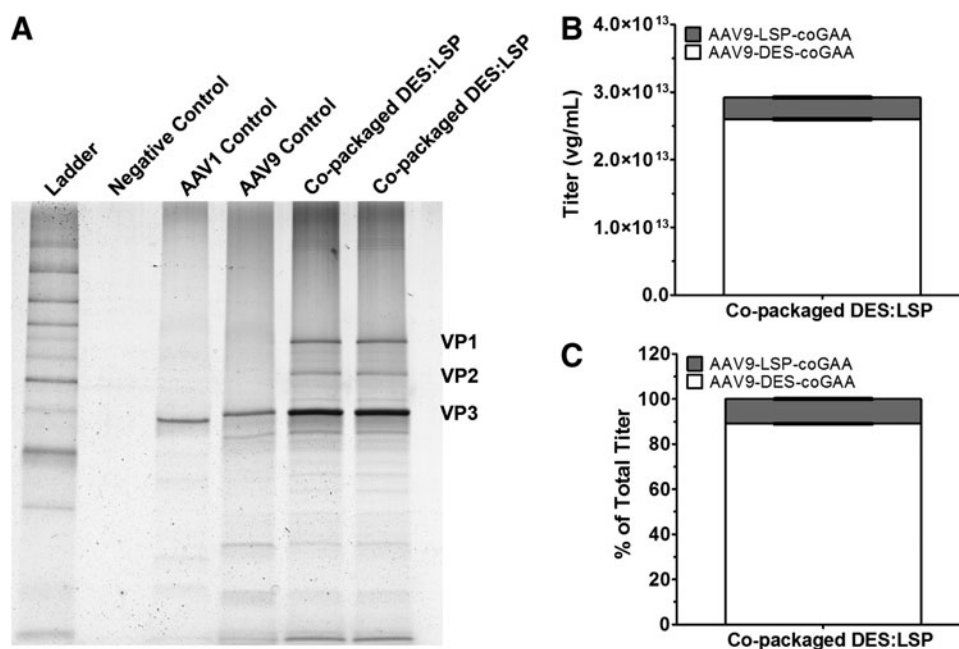 A
Ladder
Negative Control
AAV1 Control
AAV9 Control
Co-packaged DES:LSP
Co-packaged DES:LSP
VP1
VP2
VP3
B
4.0×10¹³
3.0×10¹³
2.0×10¹³
1.0×10¹³
0.0
Titer (vg/mL)
AAV9-LSP-coGAA
AAV9-DES-coGAA
Co-packaged DES:LSP
C
120
100
80
60
40
20
0
% of Total Titer
AAV9-LSP-coGAA
AAV9-DES-coGAA
Co-packaged DES:LSP